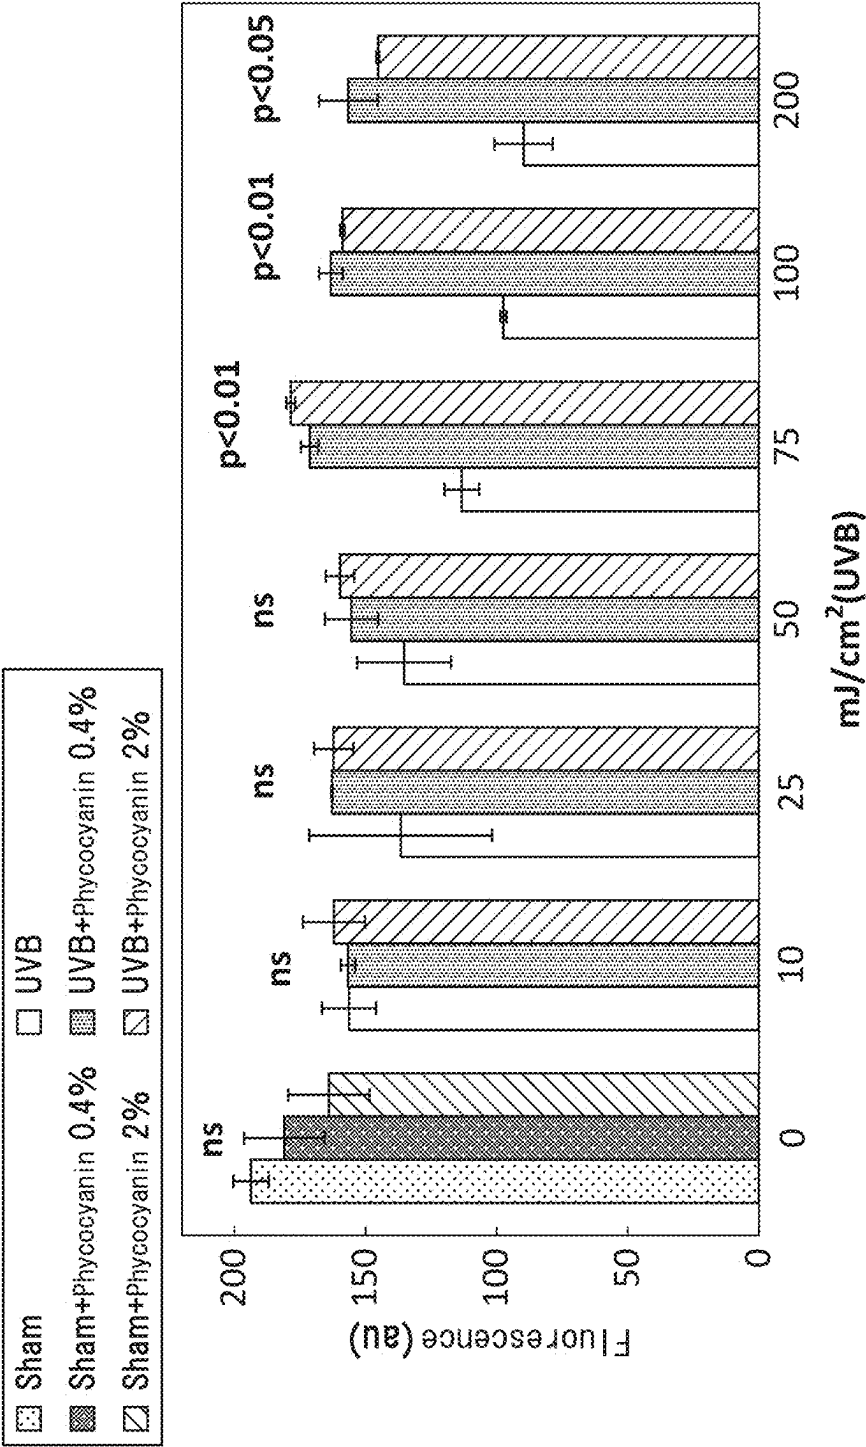 Sham
UVB
Sham+Phycocyanin 0.4%
UVB+Phycocyanin 0.4%
Sham+Phycocyanin 2%
UVB+Phycocyanin 2%
Fluorescence (au)
200
150
100
50
0
ns
ns
ns
ns
p<0.01
p<0.01
p<0.05
0
10
25
50
75
100
200
mJ/cm²(UVB)